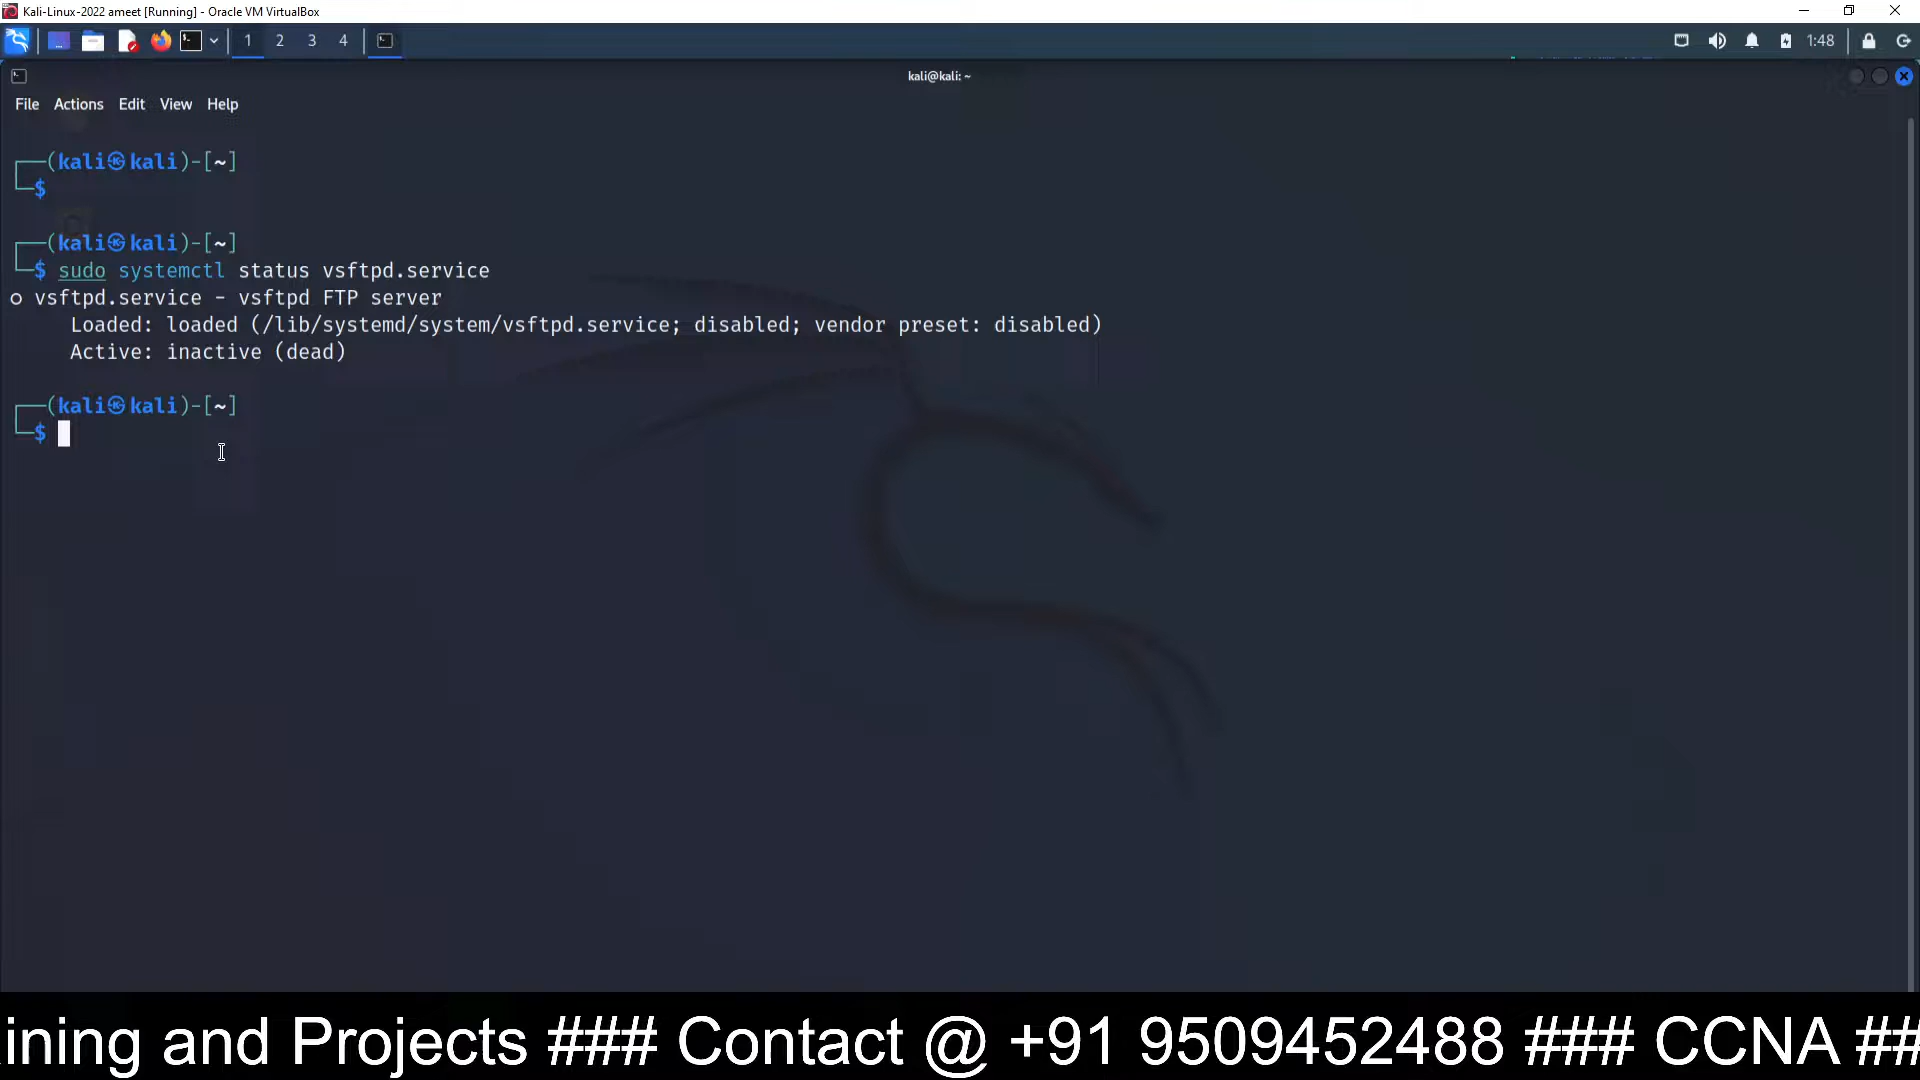 Kali-Linux-2022 ameet [Running] - Oracle VM VirtualBox
1 2 3 4 1:48
kali@kali: ~
File Actions Edit View Help
┌──(kali㉿kali)-[~]
└─$
┌──(kali㉿kali)-[~]
└─$ sudo systemctl status vsftpd.service
○ vsftpd.service - vsftpd FTP server
Loaded: loaded (/lib/systemd/system/vsftpd.service; disabled; vendor preset: disabled)
Active: inactive (dead)
┌──(kali㉿kali)-[~]
└─$
ining and Projects ### Contact @ +91 9509452488 ### CCNA ##